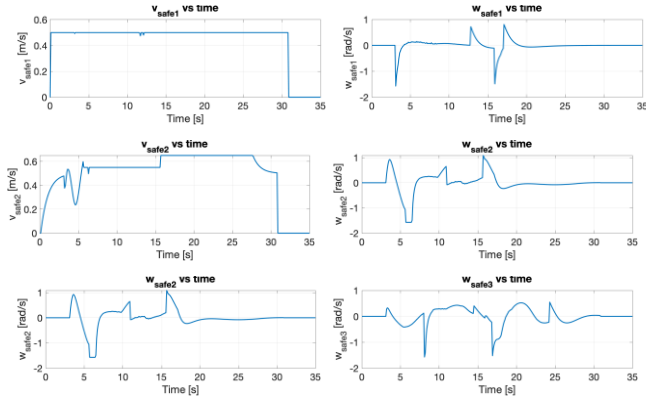 v_safe1 vs time
w_safe1 vs time
v_safe1 [m/s]
0.6
0.4
0.2
0
0 5 10 15 20 25 30 35
Time [s]
w_safe1 [rad/s]
1
0
-1
-2
0 5 10 15 20 25 30 35
Time [s]
v_safe2 vs time
w_safe2 vs time
v_safe2 [m/s]
0.6
0.4
0.2
0
0 5 10 15 20 25 30 35
Time [s]
w_safe2 [rad/s]
1
0
-1
-2
0 5 10 15 20 25 30 35
Time [s]
w_safe2 vs time
w_safe3 vs time
w_safe2 [rad/s]
1
0
-1
-2
0 5 10 15 20 25 30 35
Time [s]
w_safe3 [rad/s]
1
0
-1
-2
0 5 10 15 20 25 30 35
Time [s]